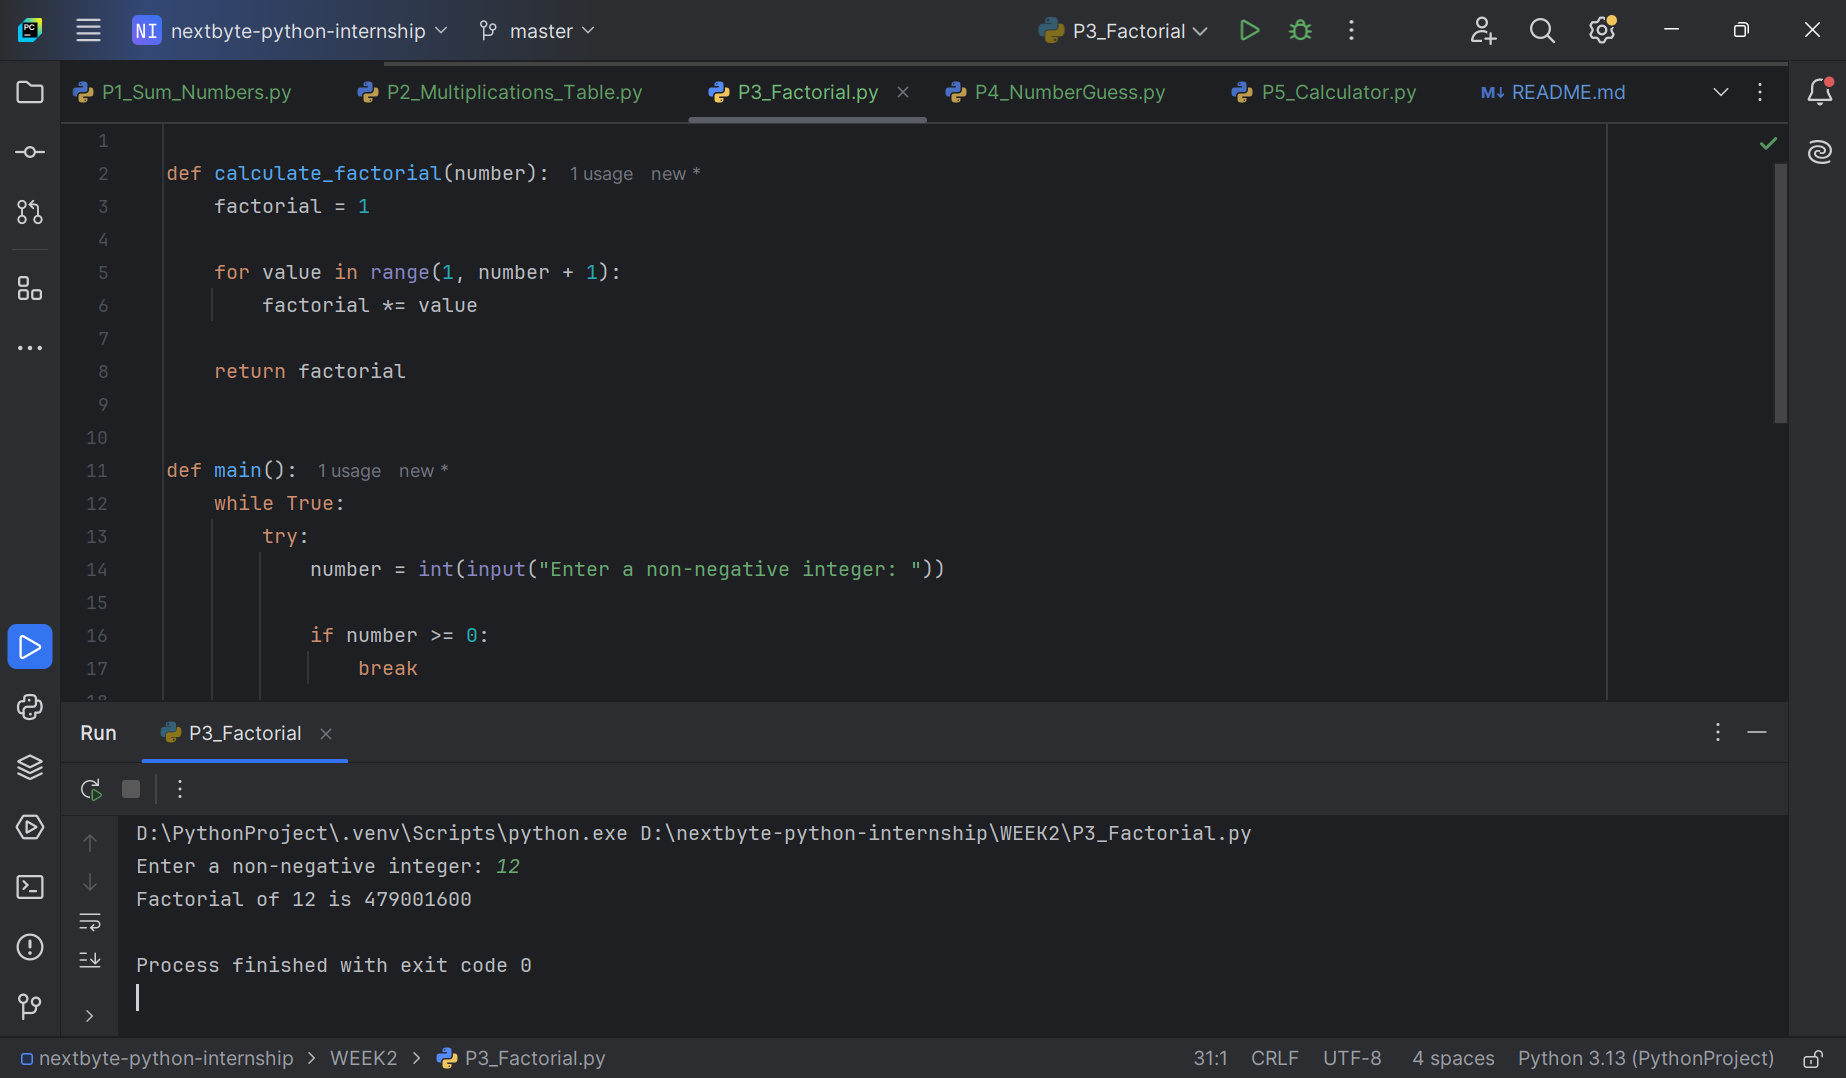 PC NI nextbyte-python-internship master P3_Factorial
P1_Sum_Numbers.py P2_Multiplications_Table.py P3_Factorial.py P4_NumberGuess.py P5_Calculator.py M↓ README.md
1
2 def calculate_factorial(number): 1 usage new *
3 factorial = 1
4
5 for value in range(1, number + 1):
6 factorial *= value
7
8 return factorial
9
10
11 def main(): 1 usage new *
12 while True:
13 try:
14 number = int(input("Enter a non-negative integer: "))
15
16 if number >= 0:
17 break
18
Run P3_Factorial
D:\PythonProject\.venv\Scripts\python.exe D:\nextbyte-python-internship\WEEK2\P3_Factorial.py
Enter a non-negative integer: 12
Factorial of 12 is 479001600
Process finished with exit code 0
nextbyte-python-internship > WEEK2 > P3_Factorial.py 31:1 CRLF UTF-8 4 spaces Python 3.13 (PythonProject)